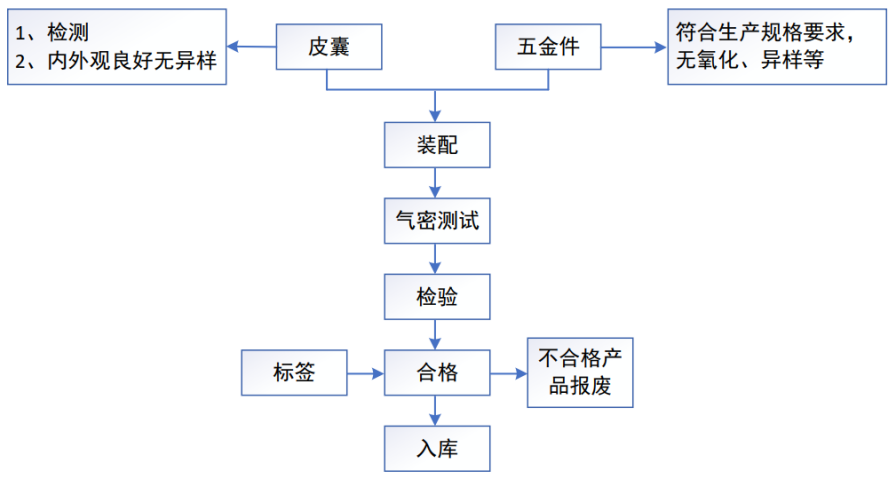 1、检测
2、内外观良好无异样
皮囊
五金件
符合生产规格要求，
无氧化、异样等
装配
气密测试
检验
标签
合格
不合格产
品报废
入库